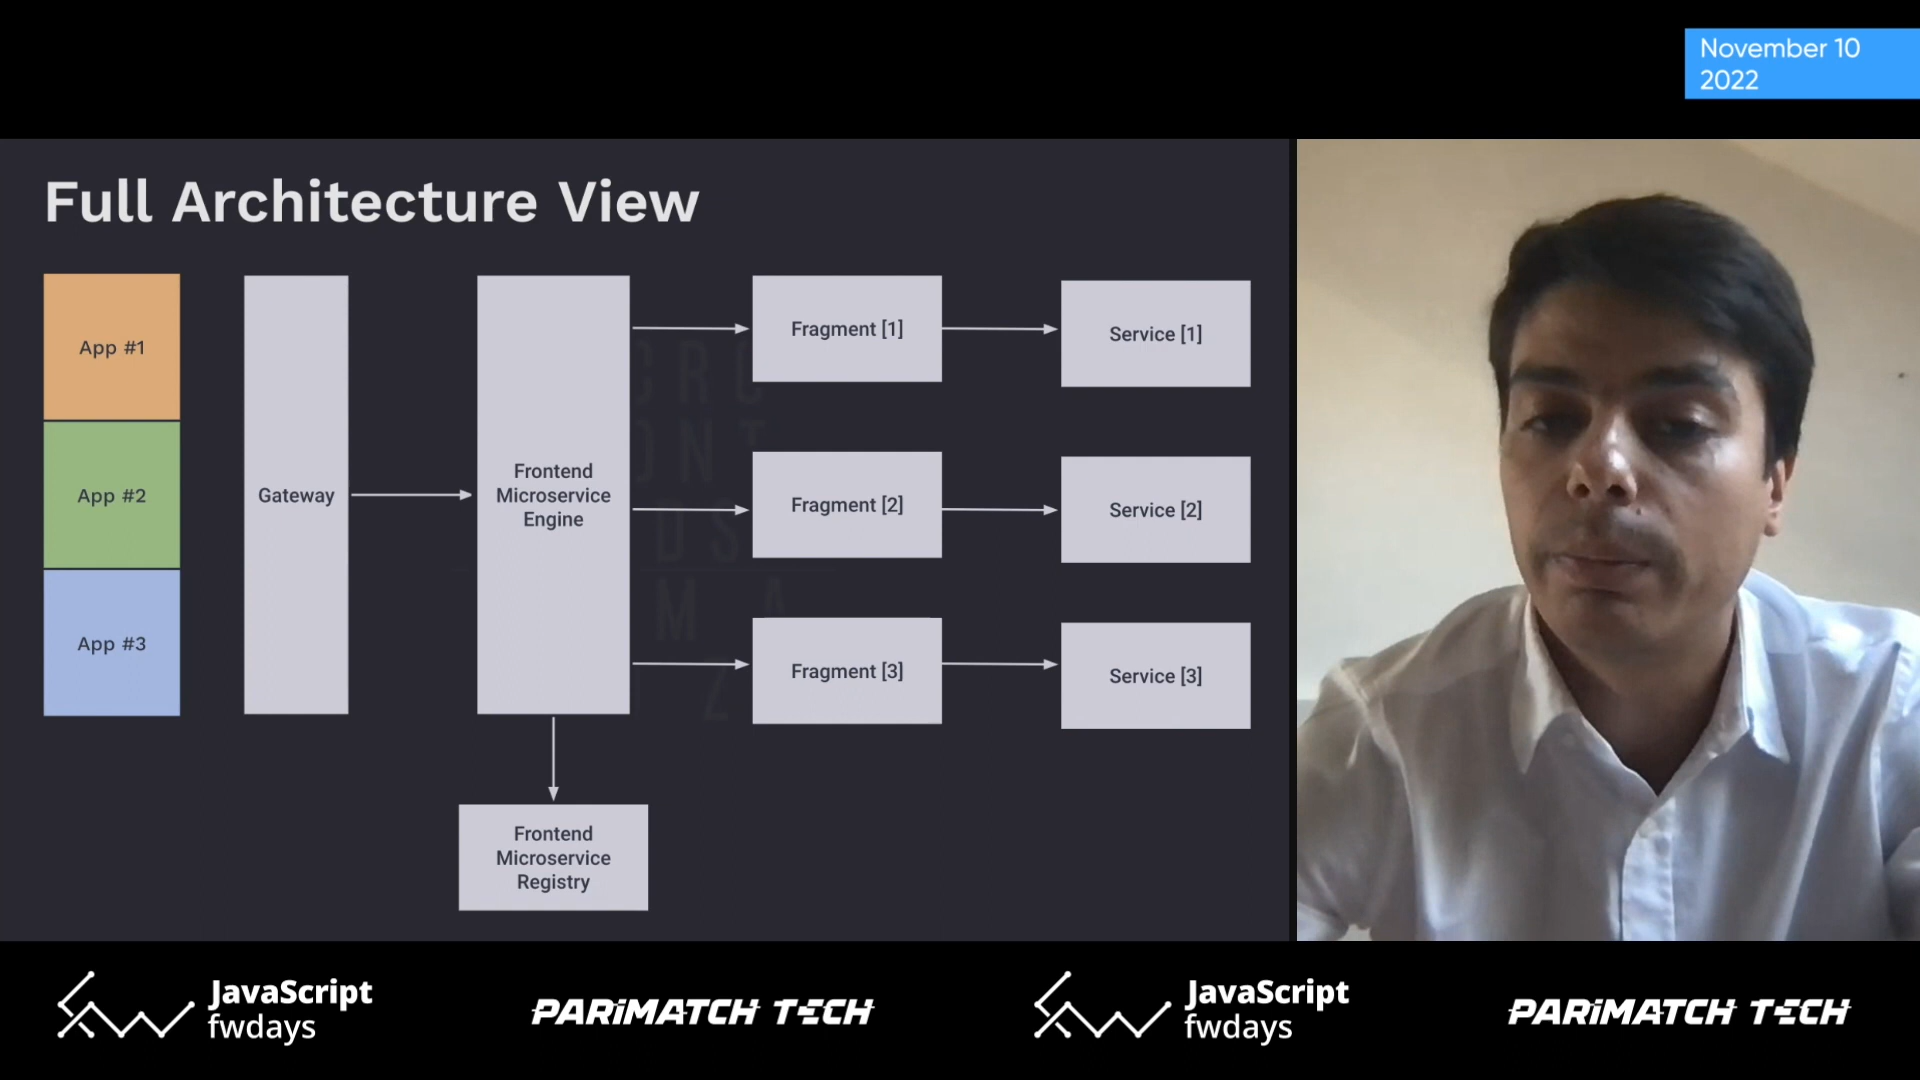 November 10
2022
Full Architecture View
App #1
App #2
App #3
Gateway
Frontend
Microservice
Engine
Fragment [1]
Service [1]
Fragment [2]
Service [2]
Fragment [3]
Service [3]
Frontend
Microservice
Registry
JavaScript
fwdays
PARIMATCH TECH
JavaScript
fwdays
PARIMATCH TECH